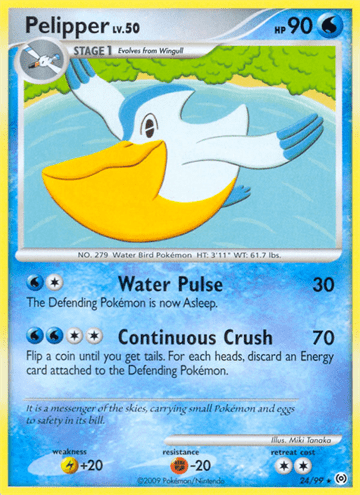 Pelipper LV.50 HP 90
STAGE 1 Evolves from Wingull
NO. 279 Water Bird Pokémon HT: 3'11" WT: 61.7 lbs.
Water Pulse 30
The Defending Pokémon is now Asleep.
Continuous Crush 70
Flip a coin until you get tails. For each heads, discard an Energy
card attached to the Defending Pokémon.
It is a messenger of the skies, carrying small Pokémon and eggs
to safety in its bill.
Illus. Miki Tanaka
weakness resistance retreat cost
+20 -20
©2009 Pokémon/Nintendo 24/99